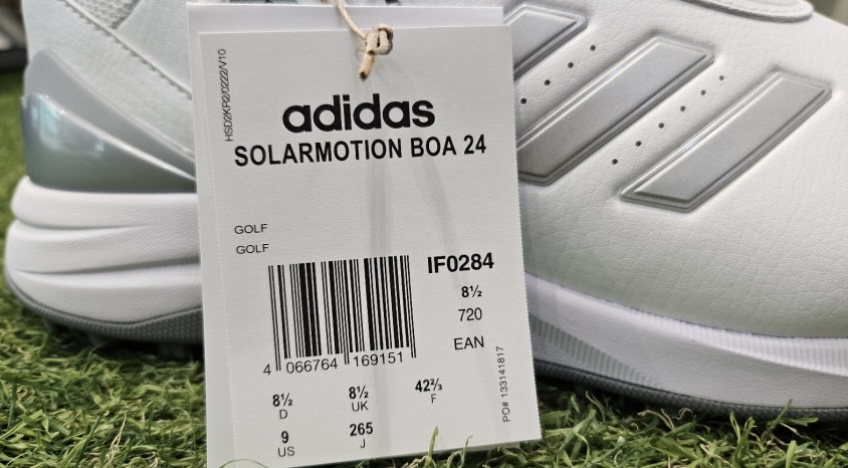 HSD2KP2/0222/V10
adidas
SOLARMOTION BOA 24
GOLF
GOLF
IF0284
8½
720
EAN
4 066764 169151
8½ 8½ 42⅔
D UK F
9 265
US J
PO# 133141817